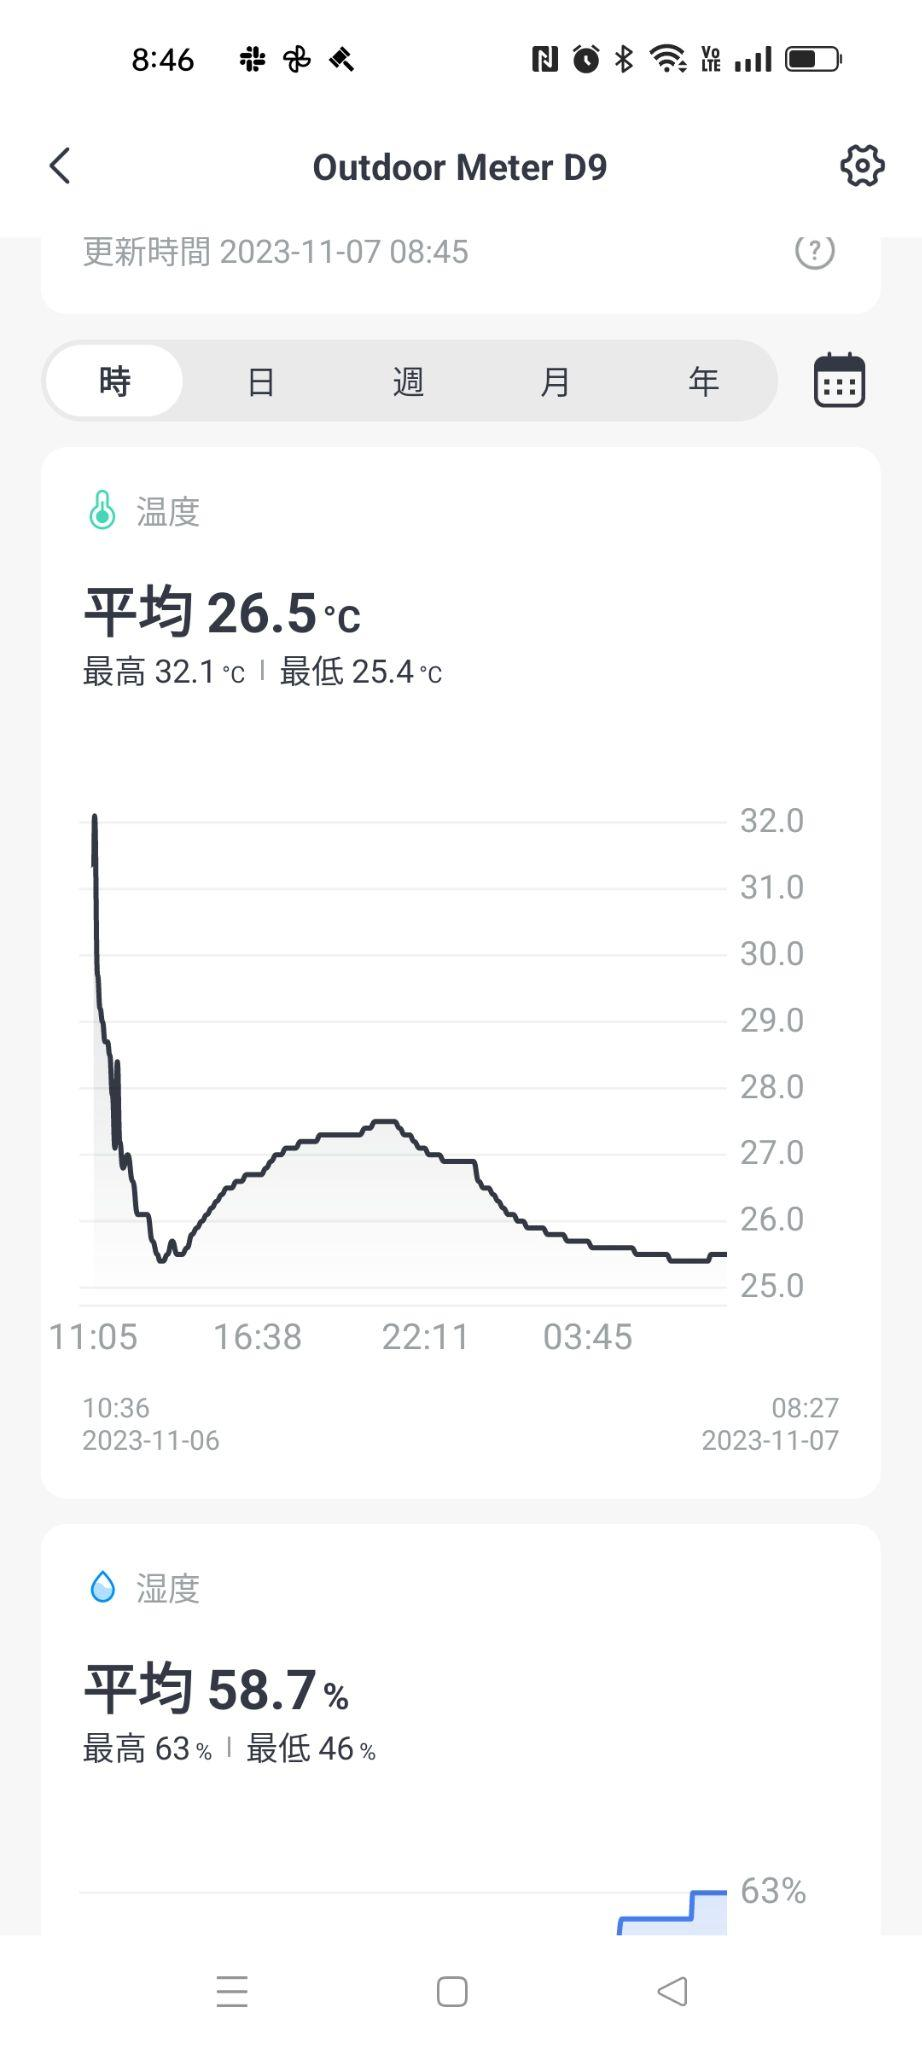 8:46
VoLTE
Outdoor Meter D9
更新時間 2023-11-07 08:45
?
時 日 週 月 年
温度
平均 26.5 °C
最高 32.1 °C | 最低 25.4 °C
32.0
31.0
30.0
29.0
28.0
27.0
26.0
25.0
11:05 16:38 22:11 03:45
10:36 08:27
2023-11-06 2023-11-07
湿度
平均 58.7 %
最高 63 % | 最低 46 %
63%